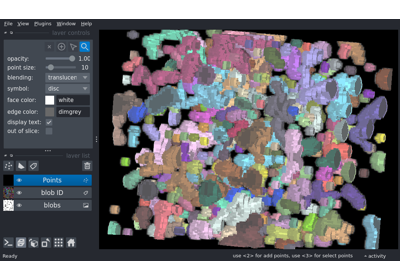 File View Plugins Window Help
layer controls
opacity: 1.00
point size: 10
blending: translucen
symbol: disc
face color: white
edge color: dimgrey
display text:
out of slice:
layer list
Points
blob ID
blobs
Ready
use <2> for add points, use <3> for select points
activity